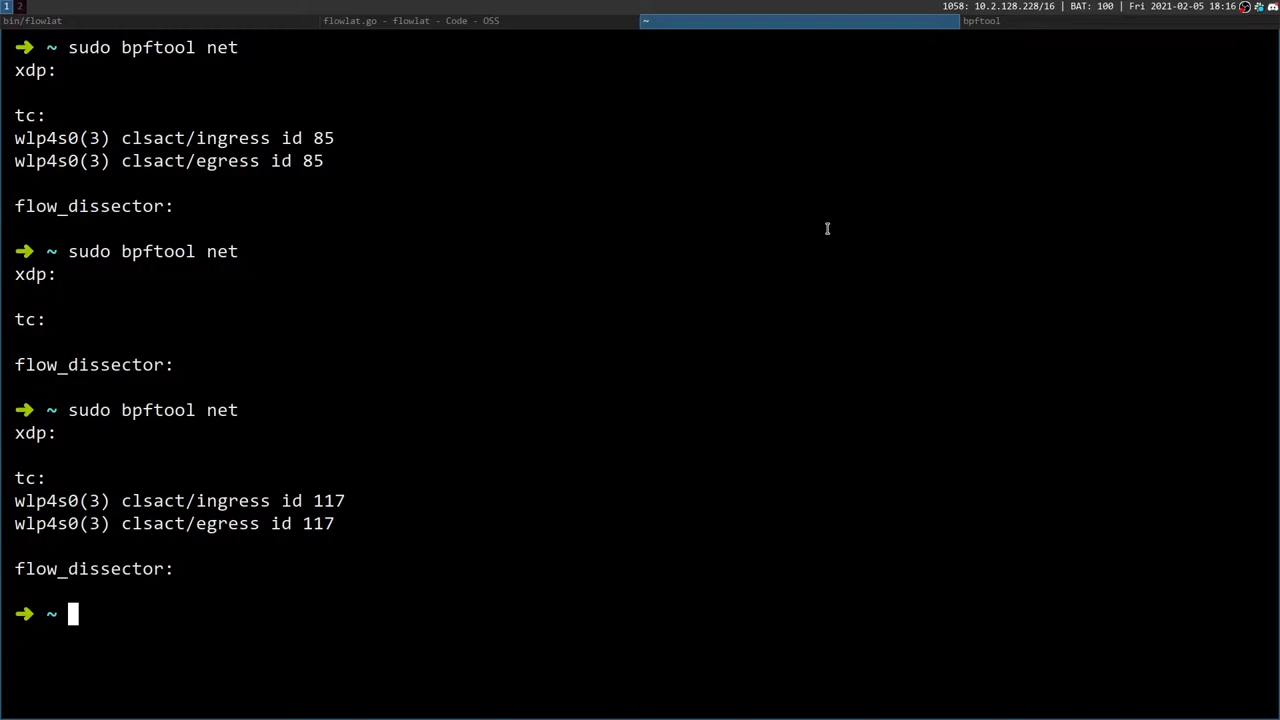 1 2
1058: 10.2.128.228/16 | BAT: 100 | Fri 2021-02-05 18:16
bin/flowlat
flowlat.go - flowlat - Code - OSS
~
bpftool
➜ ~ sudo bpftool net
xdp:
tc:
wlp4s0(3) clsact/ingress id 85
wlp4s0(3) clsact/egress id 85
flow_dissector:
➜ ~ sudo bpftool net
xdp:
tc:
flow_dissector:
➜ ~ sudo bpftool net
xdp:
tc:
wlp4s0(3) clsact/ingress id 117
wlp4s0(3) clsact/egress id 117
flow_dissector:
➜ ~